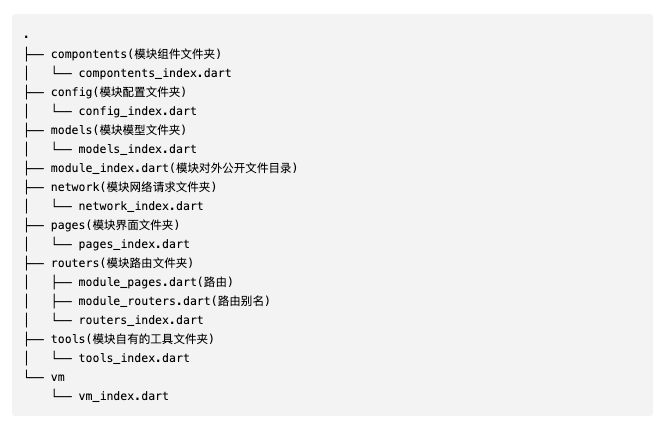 .
├── compontents(模块组件文件夹)
│   └── compontents_index.dart
├── config(模块配置文件夹)
│   └── config_index.dart
├── models(模块模型文件夹)
│   └── models_index.dart
├── module_index.dart(模块对外公开文件目录)
├── network(模块网络请求文件夹)
│   └── network_index.dart
├── pages(模块界面文件夹)
│   └── pages_index.dart
├── routers(模块路由文件夹)
│   ├── module_pages.dart(路由)
│   ├── module_routers.dart(路由别名)
│   └── routers_index.dart
├── tools(模块自有的工具文件夹)
│   └── tools_index.dart
└── vm
    └── vm_index.dart